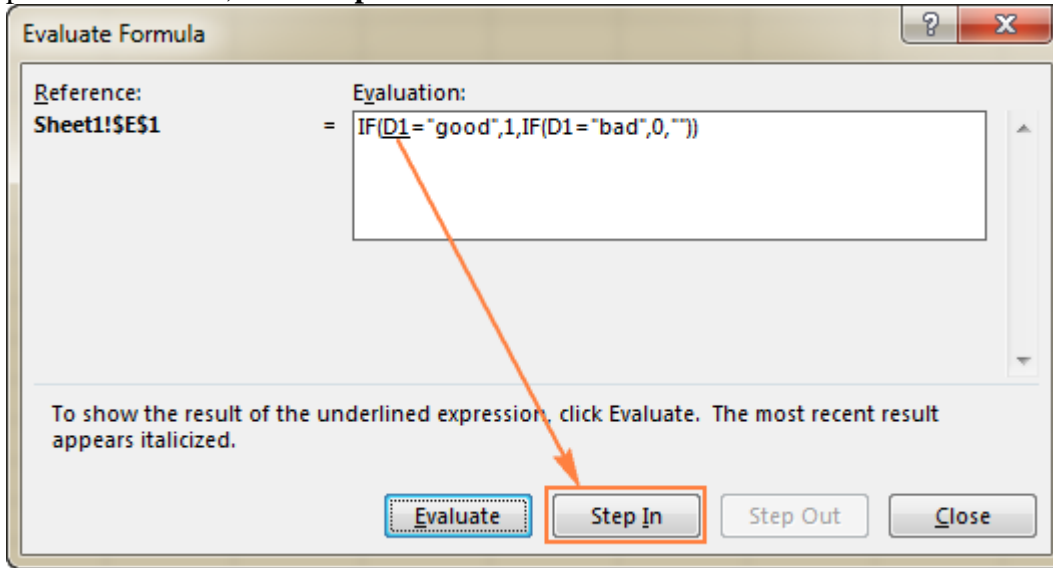 Evaluate Formula
?
X
Reference:
Evaluation:
Sheet1!$E$1
= IF(D1="good",1,IF(D1="bad",0,""))
To show the result of the underlined expression, click Evaluate. The most recent result
appears italicized.
Evaluate
Step In
Step Out
Close